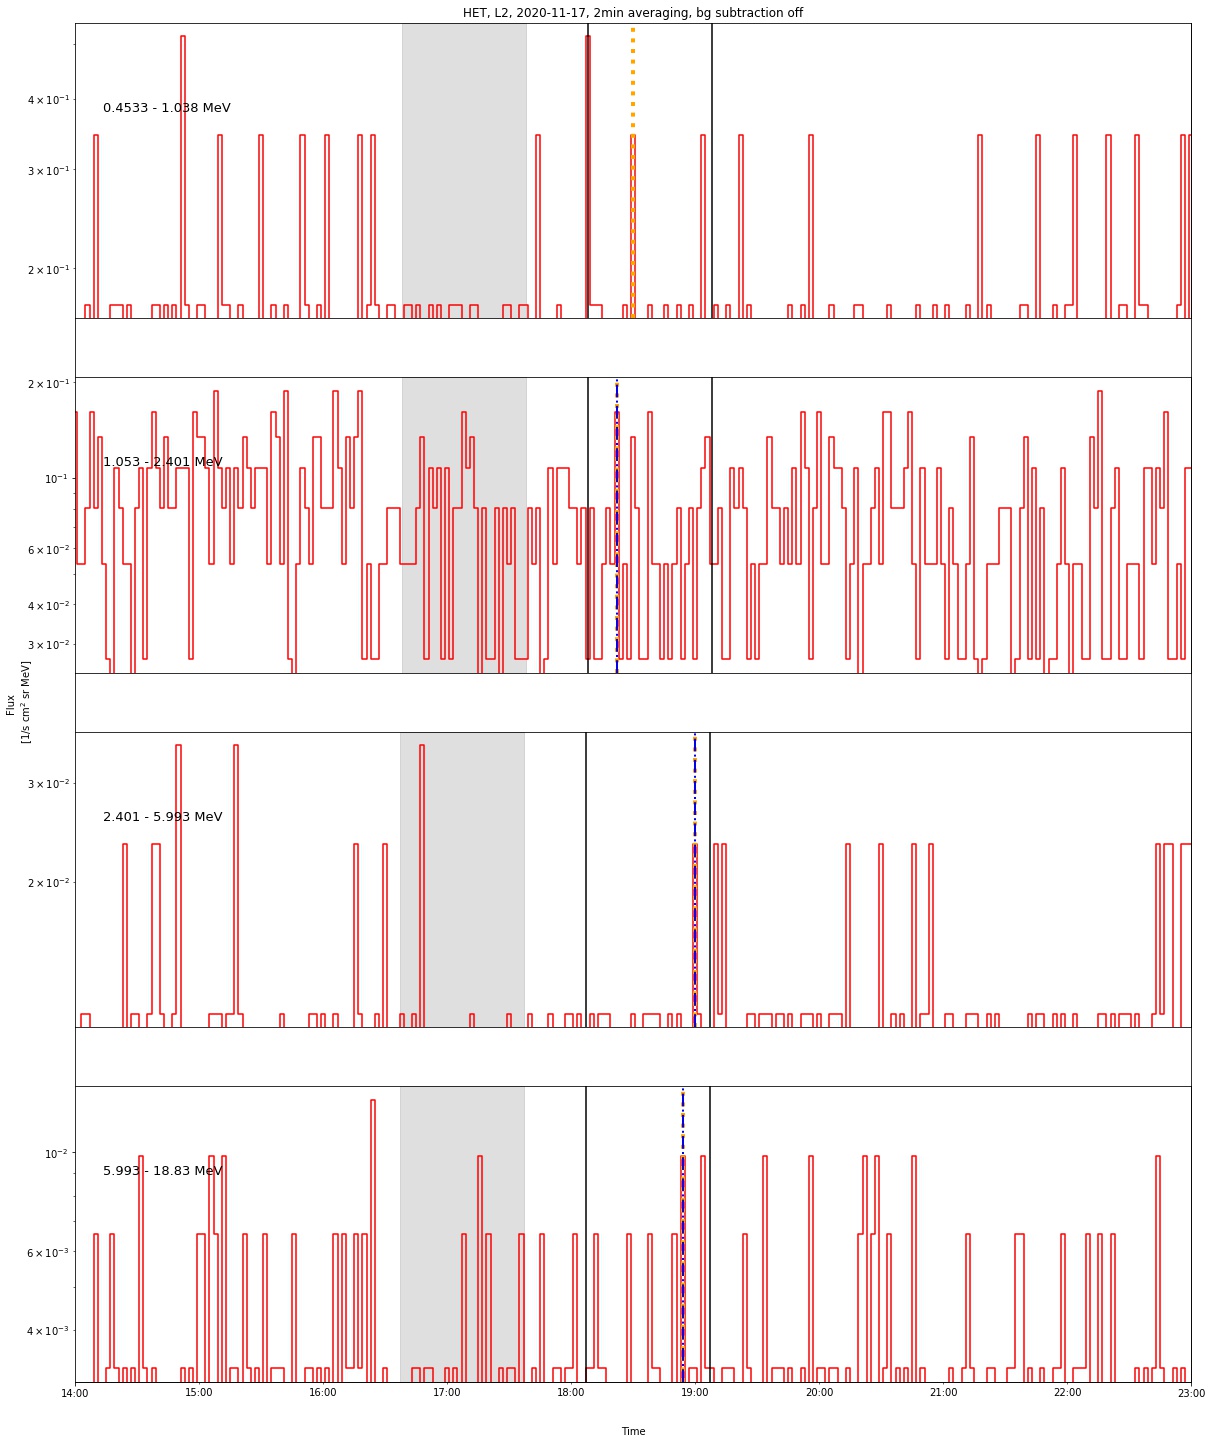 HET, L2, 2020-11-17, 2min averaging, bg subtraction off
4 × 10⁻¹
0.4533 - 1.038 MeV
3 × 10⁻¹
2 × 10⁻¹
2 × 10⁻¹
1.053 - 2.401 MeV
10⁻¹
6 × 10⁻²
4 × 10⁻²
3 × 10⁻²
Flux
[1/s cm² sr MeV]
3 × 10⁻²
2.401 - 5.993 MeV
2 × 10⁻²
10⁻²
5.993 - 18.83 MeV
6 × 10⁻³
4 × 10⁻³
14:00 15:00 16:00 17:00 18:00 19:00 20:00 21:00 22:00 23:00
Time